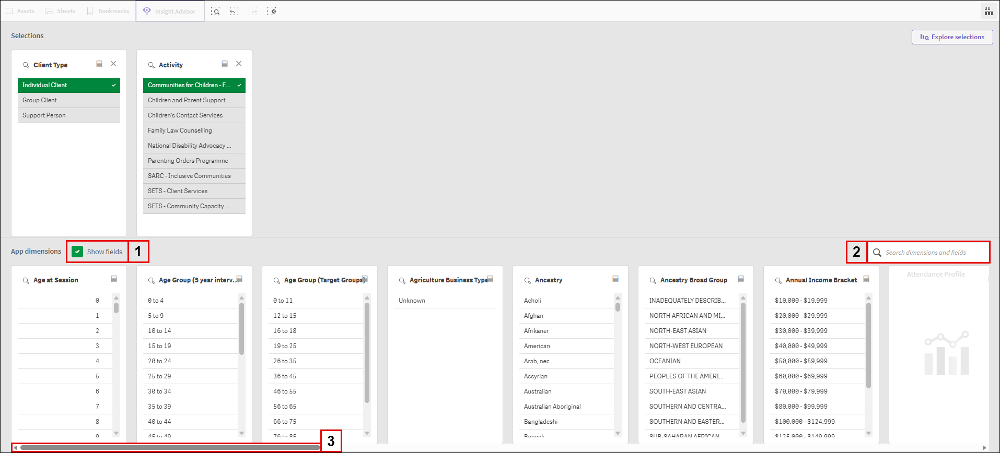 Assets Sheets Bookmarks Insight Advisor
Selections
Explore selections
Client Type
Individual Client
Group Client
Support Person
Activity
Communities for Children - F...
Children and Parent Support ...
Children's Contact Services
Family Law Counselling
National Disability Advocacy ...
Parenting Orders Programme
SARC - Inclusive Communities
SETS - Client Services
SETS - Community Capacity ...
App dimensions Show fields 1
2 Search dimensions and fields
Age at Session
0
1
2
3
4
5
6
7
8
9
Age Group (5 year interv...
0 to 4
5 to 9
10 to 14
15 to 19
20 to 24
25 to 29
30 to 34
35 to 39
40 to 44
45 to 49
Age Group (Target Groups)
0 to 11
12 to 15
16 to 18
19 to 25
26 to 35
36 to 45
46 to 55
56 to 65
66 to 75
76 to 85
Agriculture Business Type
Unknown
Ancestry
Acholi
Afghan
Afrikaner
American
Arab, nec
Assyrian
Australian
Australian Aboriginal
Bangladeshi
Bengali
Ancestry Broad Group
INADEQUATELY DESCRIB...
NORTH AFRICAN AND MI...
NORTH-EAST ASIAN
NORTH-WEST EUROPEAN
OCEANIAN
PEOPLES OF THE AMERI...
SOUTH-EAST ASIAN
SOUTHERN AND CENTRA...
SOUTHERN AND EASTER...
SUB-SAHARAN AFRICAN
Annual Income Bracket
$10,000 - $19,999
$20,000 - $29,999
$30,000 - $39,999
$40,000 - $49,999
$50,000 - $59,999
$60,000 - $69,999
$70,000 - $79,999
$80,000 - $99,999
$100,000 - $124,999
$125,000 - $149,999
Attendance Profile
3